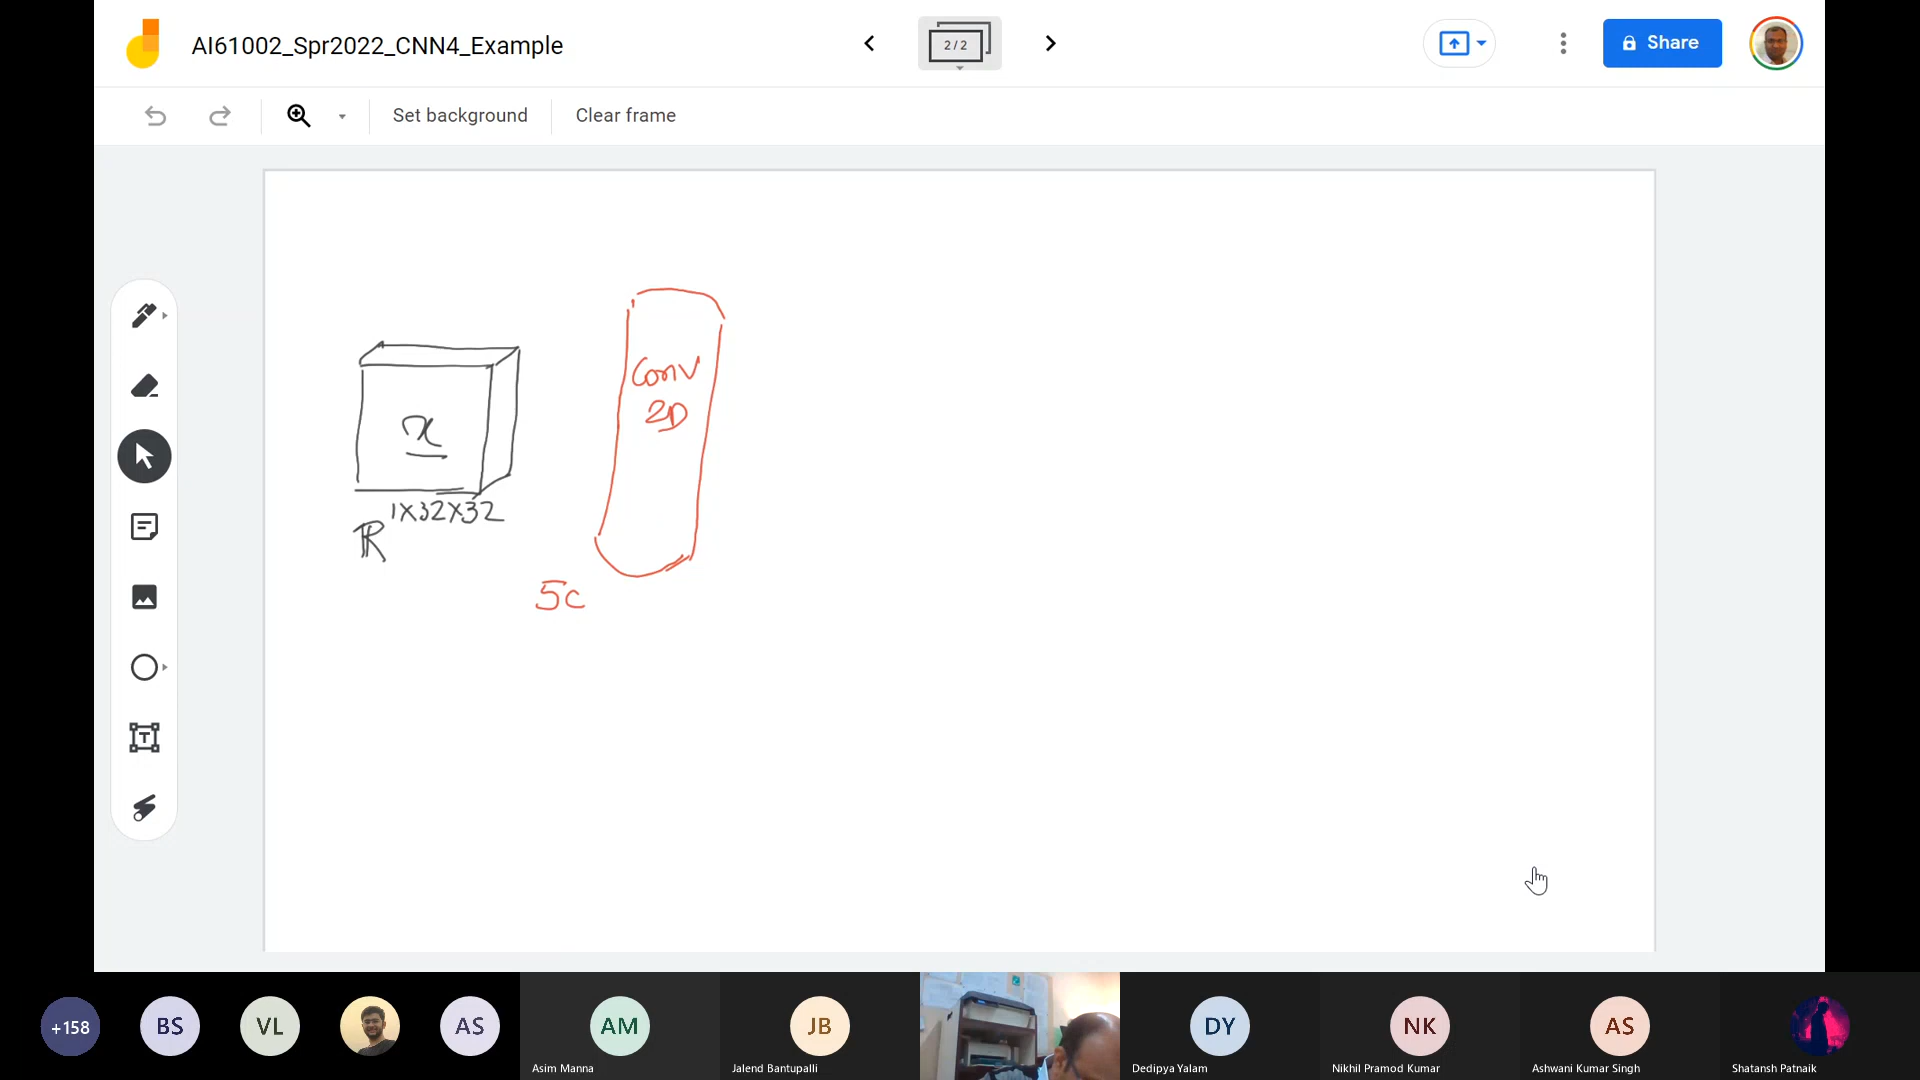 AI61002_Spr2022_CNN4_Example
2/2
Share
Set background
Clear frame
Conv
2D
x
1X32X32
ℝ
5c
T
+158
BS
VL
AS
AM
JB
DY
NK
AS
Asim Manna
Jalend Bantupalli
Dedipya Yalam
Nikhil Pramod Kumar
Ashwani Kumar Singh
Shatansh Patnaik